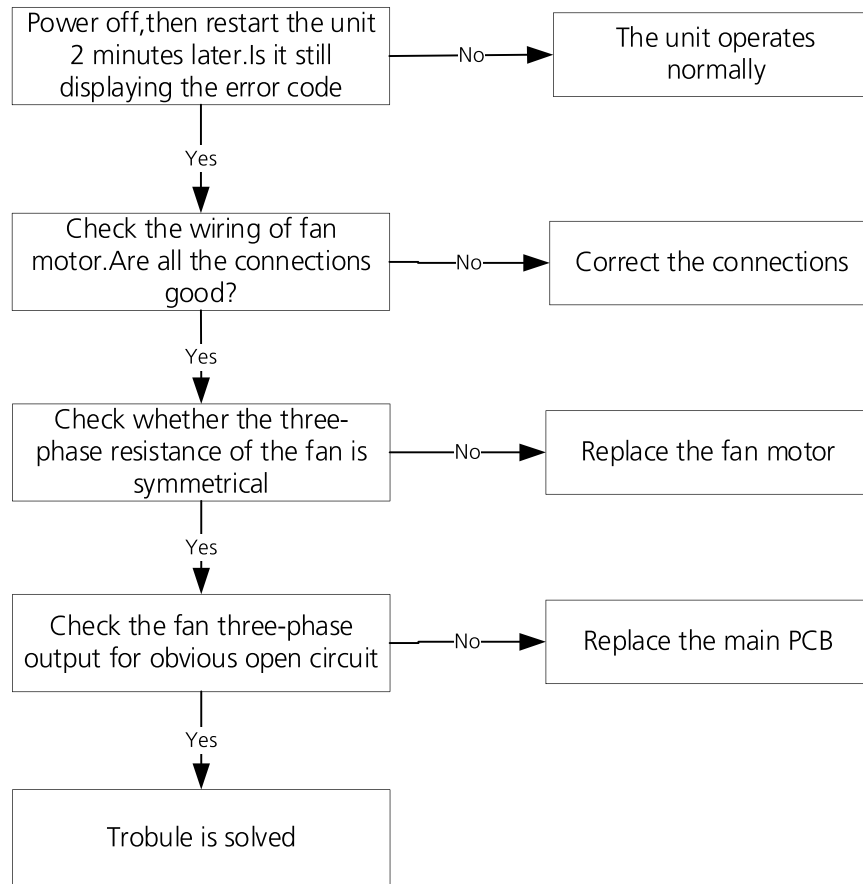 Power off,then restart the unit
2 minutes later.Is it still
displaying the error code
No
The unit operates
normally
Yes
Check the wiring of fan
motor.Are all the connections
good?
No
Correct the connections
Yes
Check whether the three-
phase resistance of the fan is
symmetrical
No
Replace the fan motor
Yes
Check the fan three-phase
output for obvious open circuit
No
Replace the main PCB
Yes
Trobule is solved